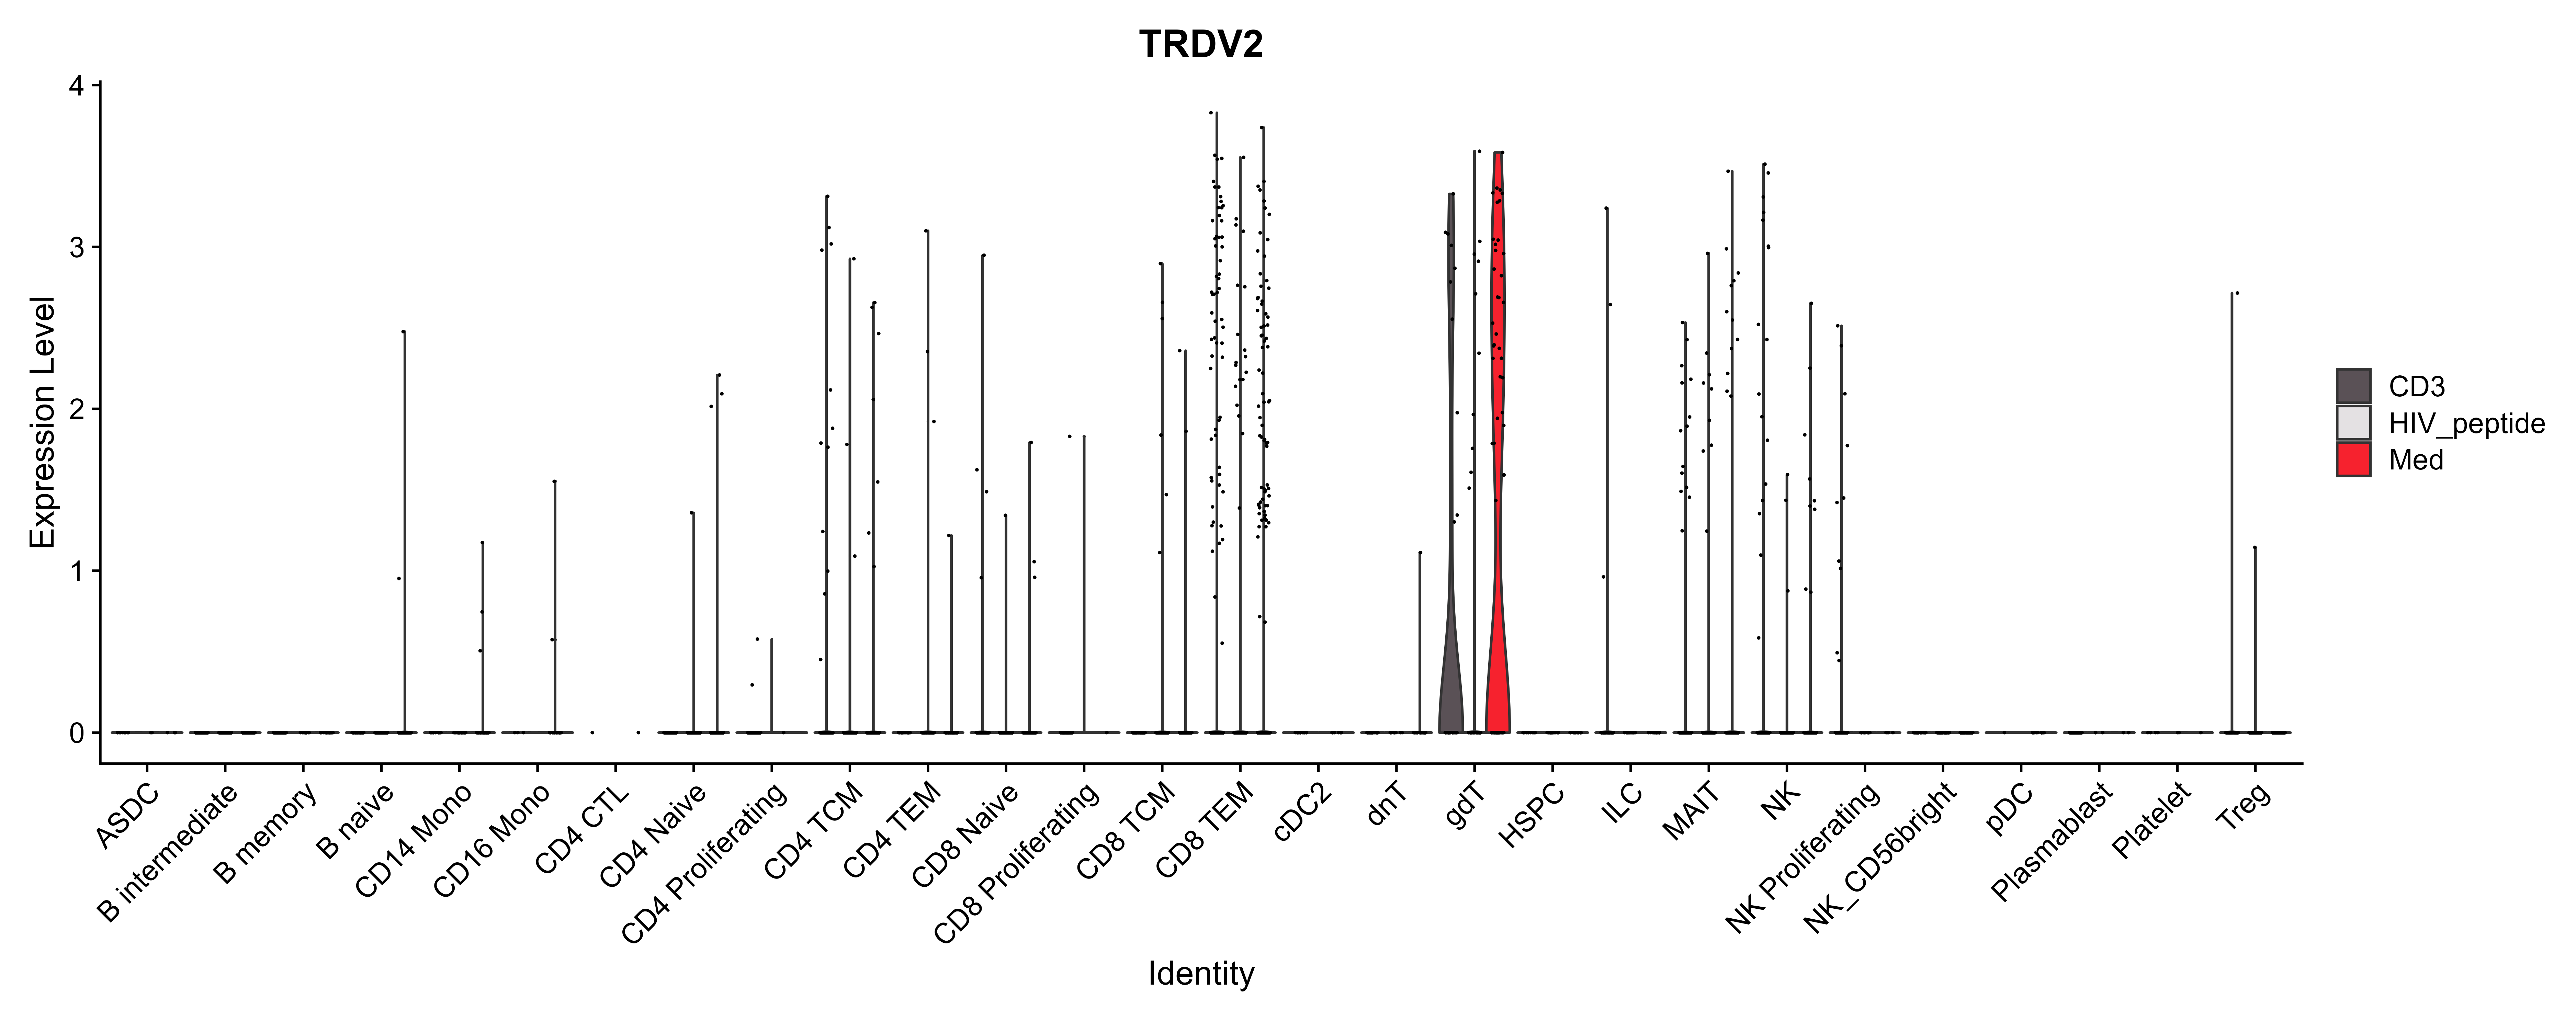 TRDV2
Expression Level
4
3
2
1
0
ASDC
B intermediate
B memory
B naive
CD14 Mono
CD16 Mono
CD4 CTL
CD4 Naive
CD4 Proliferating
CD4 TCM
CD4 TEM
CD8 Naive
CD8 Proliferating
CD8 TCM
CD8 TEM
cDC2
dnT
gdT
HSPC
ILC
MAIT
NK
NK Proliferating
NK_CD56bright
pDC
Plasmablast
Platelet
Treg
Identity
CD3
HIV_peptide
Med